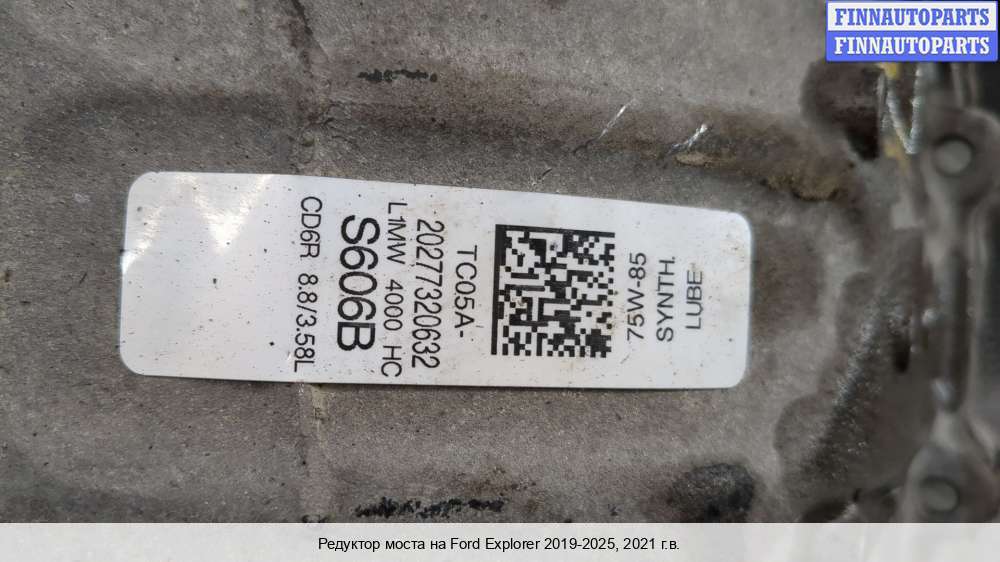 FINNAUTOPARTS
FINNAUTOPARTS
75W-85
SYNTH.
LUBE
TC05A-
20277320632
L1MW 4000 HC
S606B
CD6R 8.8/3.58L
Редуктор моста на Ford Explorer 2019-2025, 2021 г.в.